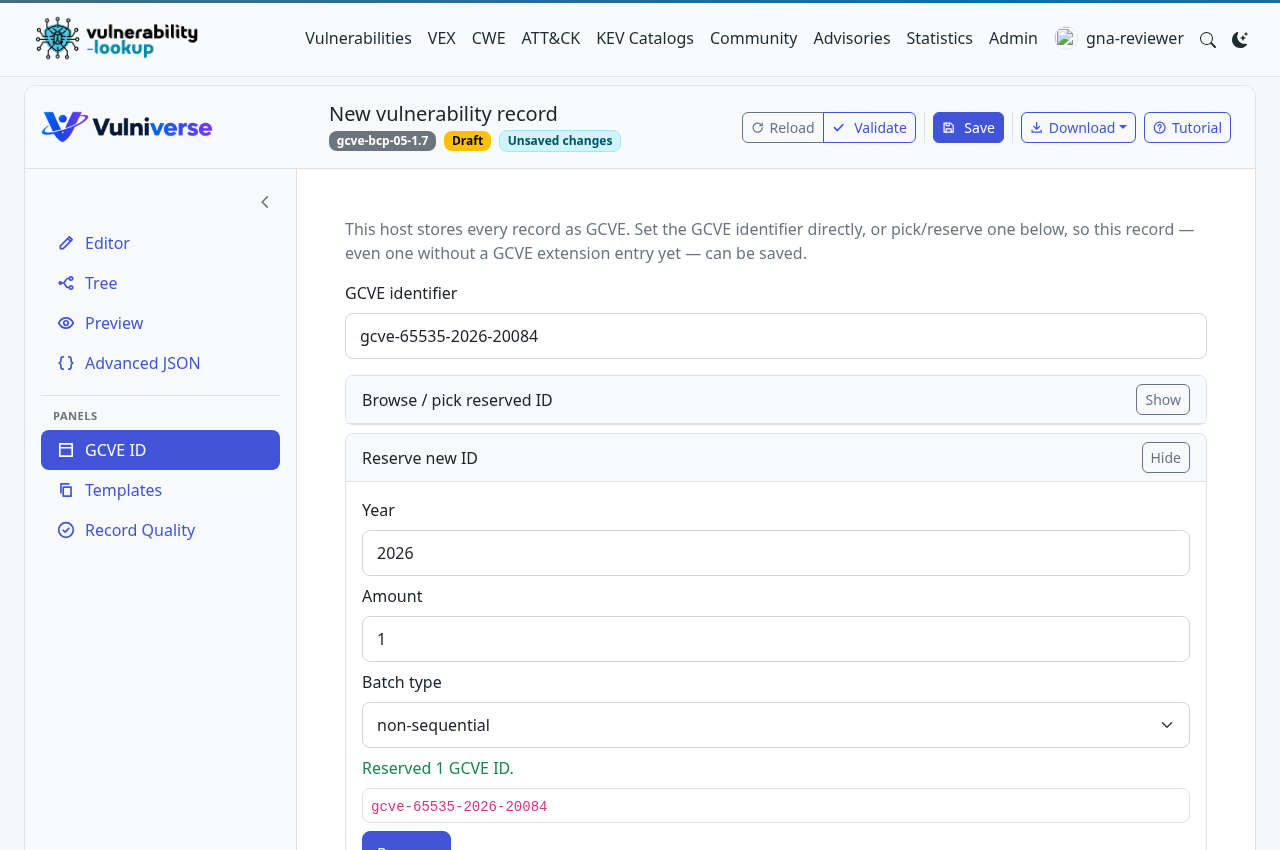 vulnerability
-lookup
Vulnerabilities VEX CWE ATT&CK KEV Catalogs Community Advisories Statistics Admin gna-reviewer
Vulniverse
New vulnerability record
gcve-bcp-05-1.7 Draft Unsaved changes
Reload Validate Save Download Tutorial
Editor
Tree
Preview
Advanced JSON
PANELS
GCVE ID
Templates
Record Quality
This host stores every record as GCVE. Set the GCVE identifier directly, or pick/reserve one below, so this record —
even one without a GCVE extension entry yet — can be saved.
GCVE identifier
gcve-65535-2026-20084
Browse / pick reserved ID Show
Reserve new ID Hide
Year
2026
Amount
1
Batch type
non-sequential
Reserved 1 GCVE ID.
gcve-65535-2026-20084